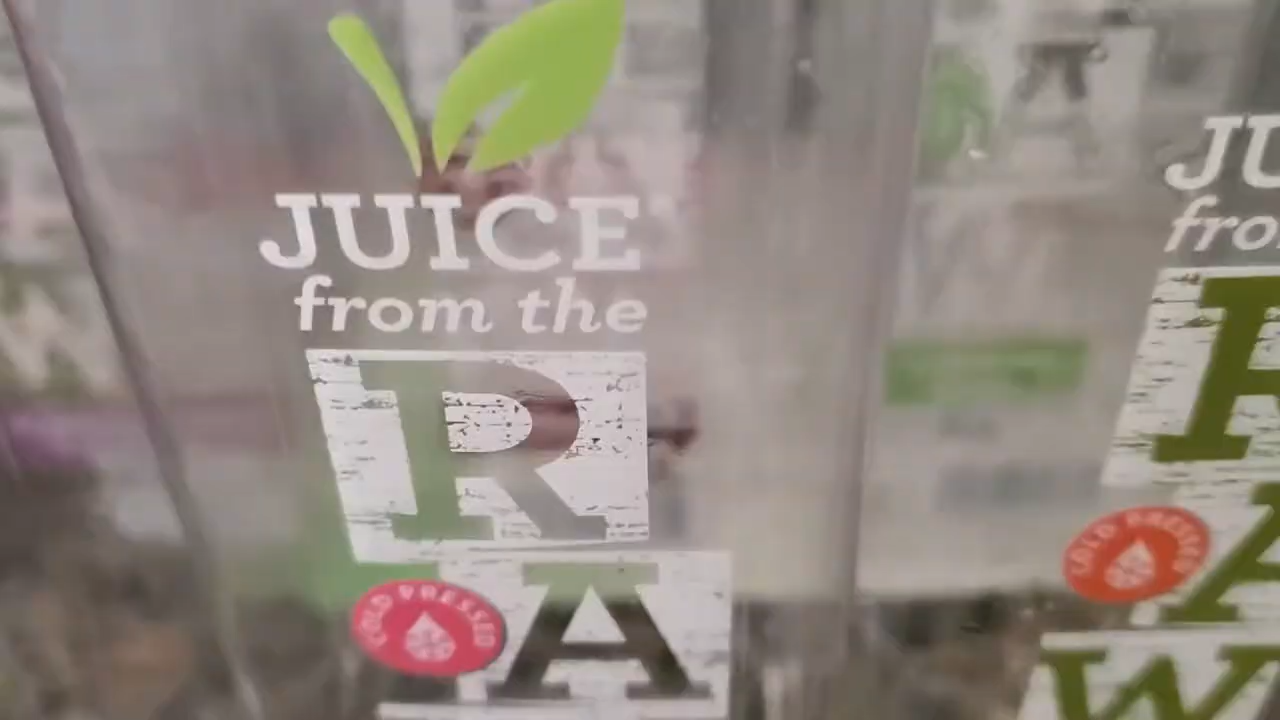 JUICE
from the
R
A
COLD PRESSED
JU
fro
R
A
W
COLD PRESSED